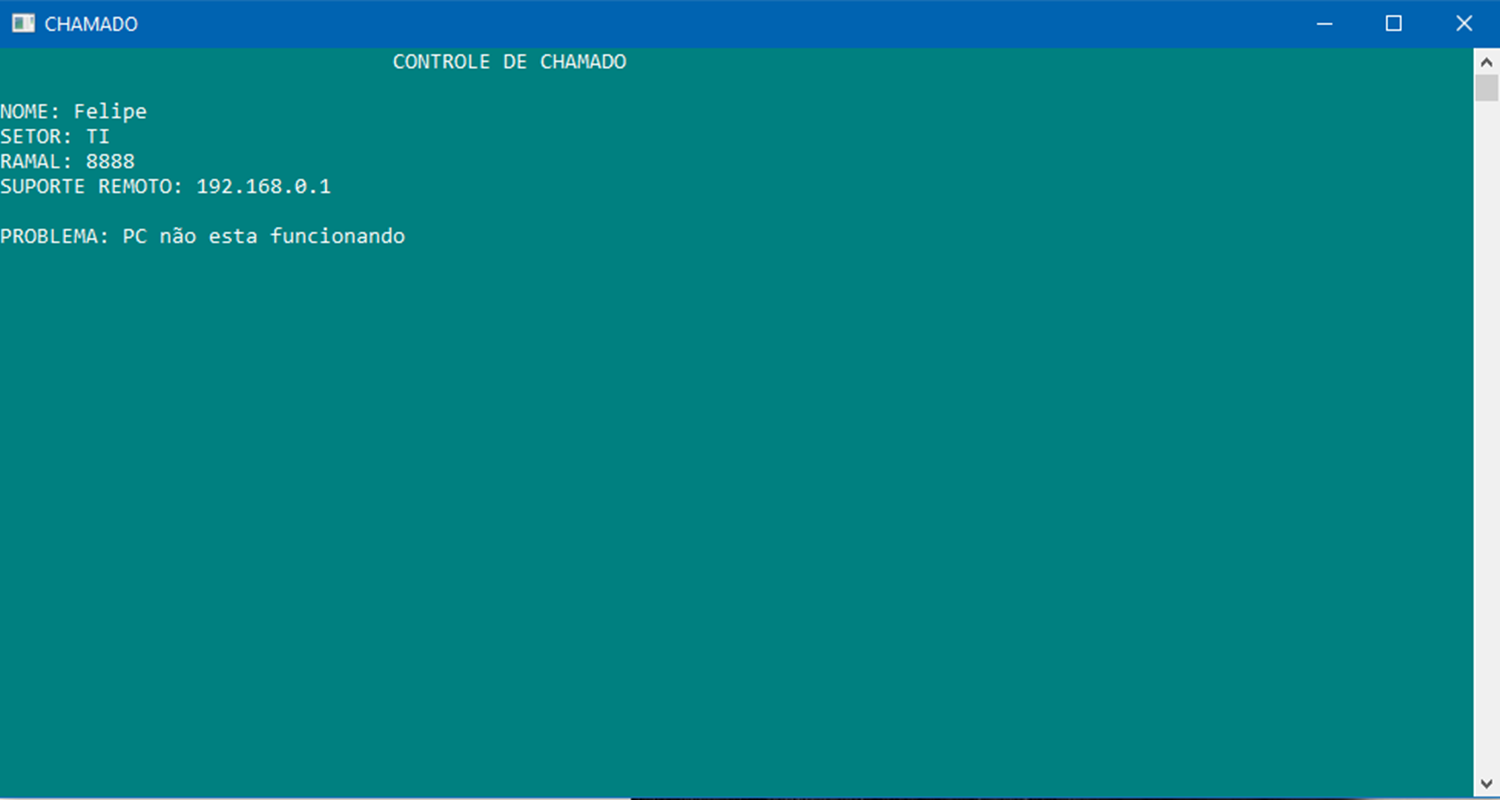 CHAMADO
CONTROLE DE CHAMADO
NOME: Felipe
SETOR: TI
RAMAL: 8888
SUPORTE REMOTO: 192.168.0.1
PROBLEMA: PC não esta funcionando